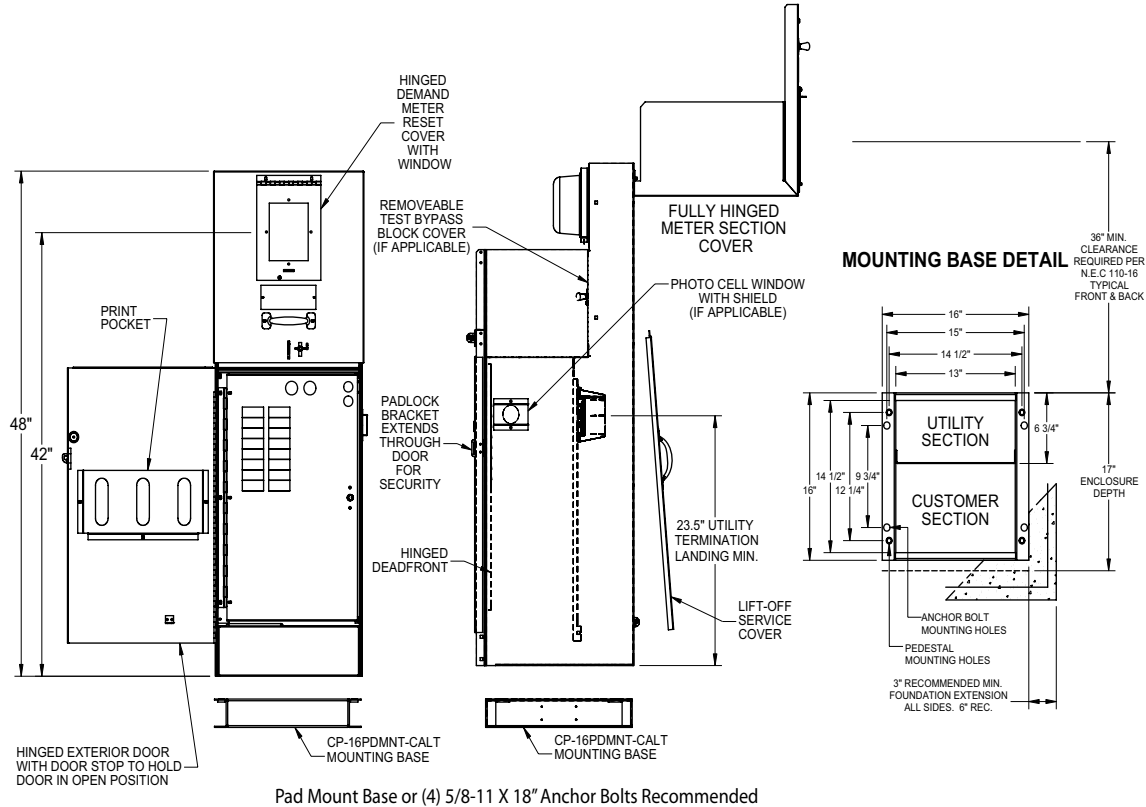 HINGED
DEMAND
METER
RESET
COVER
WITH
WINDOW
REMOVEABLE
TEST BYPASS
BLOCK COVER
(IF APPLICABLE)
FULLY HINGED
METER SECTION
COVER
PHOTO CELL WINDOW
WITH SHIELD
(IF APPLICABLE)
PRINT
POCKET
PADLOCK
BRACKET
EXTENDS
THROUGH
DOOR
FOR
SECURITY
48"
42"
HINGED
DEADFRONT
23.5" UTILITY
TERMINATION
LANDING MIN.
LIFT-OFF
SERVICE
COVER
HINGED EXTERIOR DOOR
WITH DOOR STOP TO HOLD
DOOR IN OPEN POSITION
CP-16PDMNT-CALT
MOUNTING BASE
CP-16PDMNT-CALT
MOUNTING BASE
MOUNTING BASE DETAIL
36" MIN.
CLEARANCE
REQUIRED PER
N.E.C 110-16
TYPICAL
FRONT & BACK
16"
15"
14 1/2"
13"
UTILITY
SECTION
6 3/4"
CUSTOMER
SECTION
16"
14 1/2"
12 1/4"
9 3/4"
17"
ENCLOSURE
DEPTH
ANCHOR BOLT
MOUNTING HOLES
PEDESTAL
MOUNTING HOLES
3" RECOMMENDED MIN.
FOUNDATION EXTENSION
ALL SIDES. 6" REC.
Pad Mount Base or (4) 5/8-11 X 18" Anchor Bolts Recommended